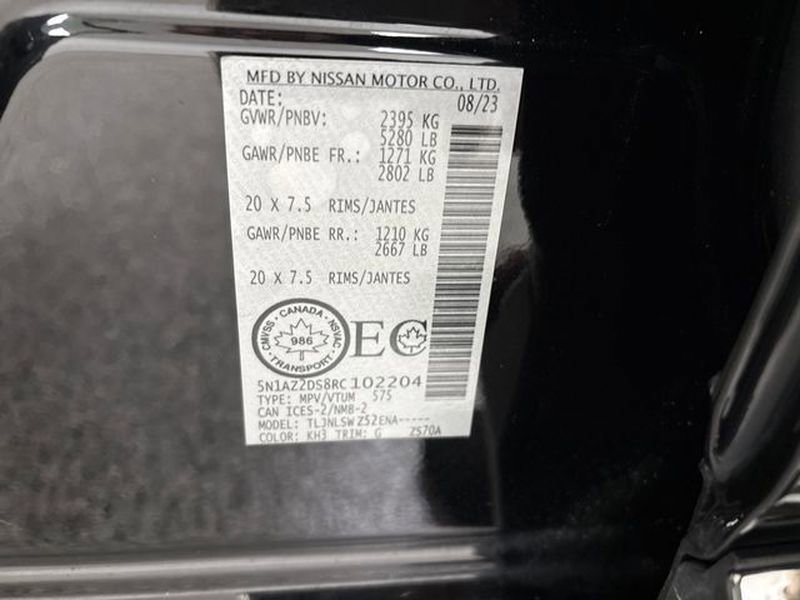 MFD BY NISSAN MOTOR CO., LTD.
DATE: 08/23
GVWR/PNBV: 2395 KG
5280 LB
GAWR/PNBE FR.: 1271 KG
2802 LB
20 X 7.5 RIMS/JANTES
GAWR/PNBE RR.: 1210 KG
2667 LB
20 X 7.5 RIMS/JANTES
CANADA
CMVSS · NSVAC
986
TRANSPORT
EC
5N1AZ2DS8RC102204
TYPE: MPV/VTUM 575
CAN ICES-2/NMB-2
MODEL: TLJNLSW Z52ENA-----
COLOR: KH3 TRIM: G ZS70A